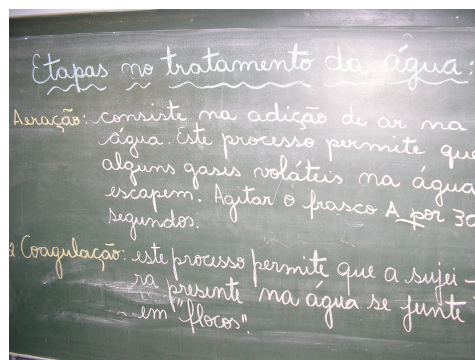 Etapas no tratamento da água:
Aeração: consiste na adição de ar na
água. Este processo permite que
alguns gases voláteis na água
escapem. Agitar o frasco A por 30
segundos.
Coagulação: este processo permite que a sujei-
ra presente na água se junte
em "flocos".